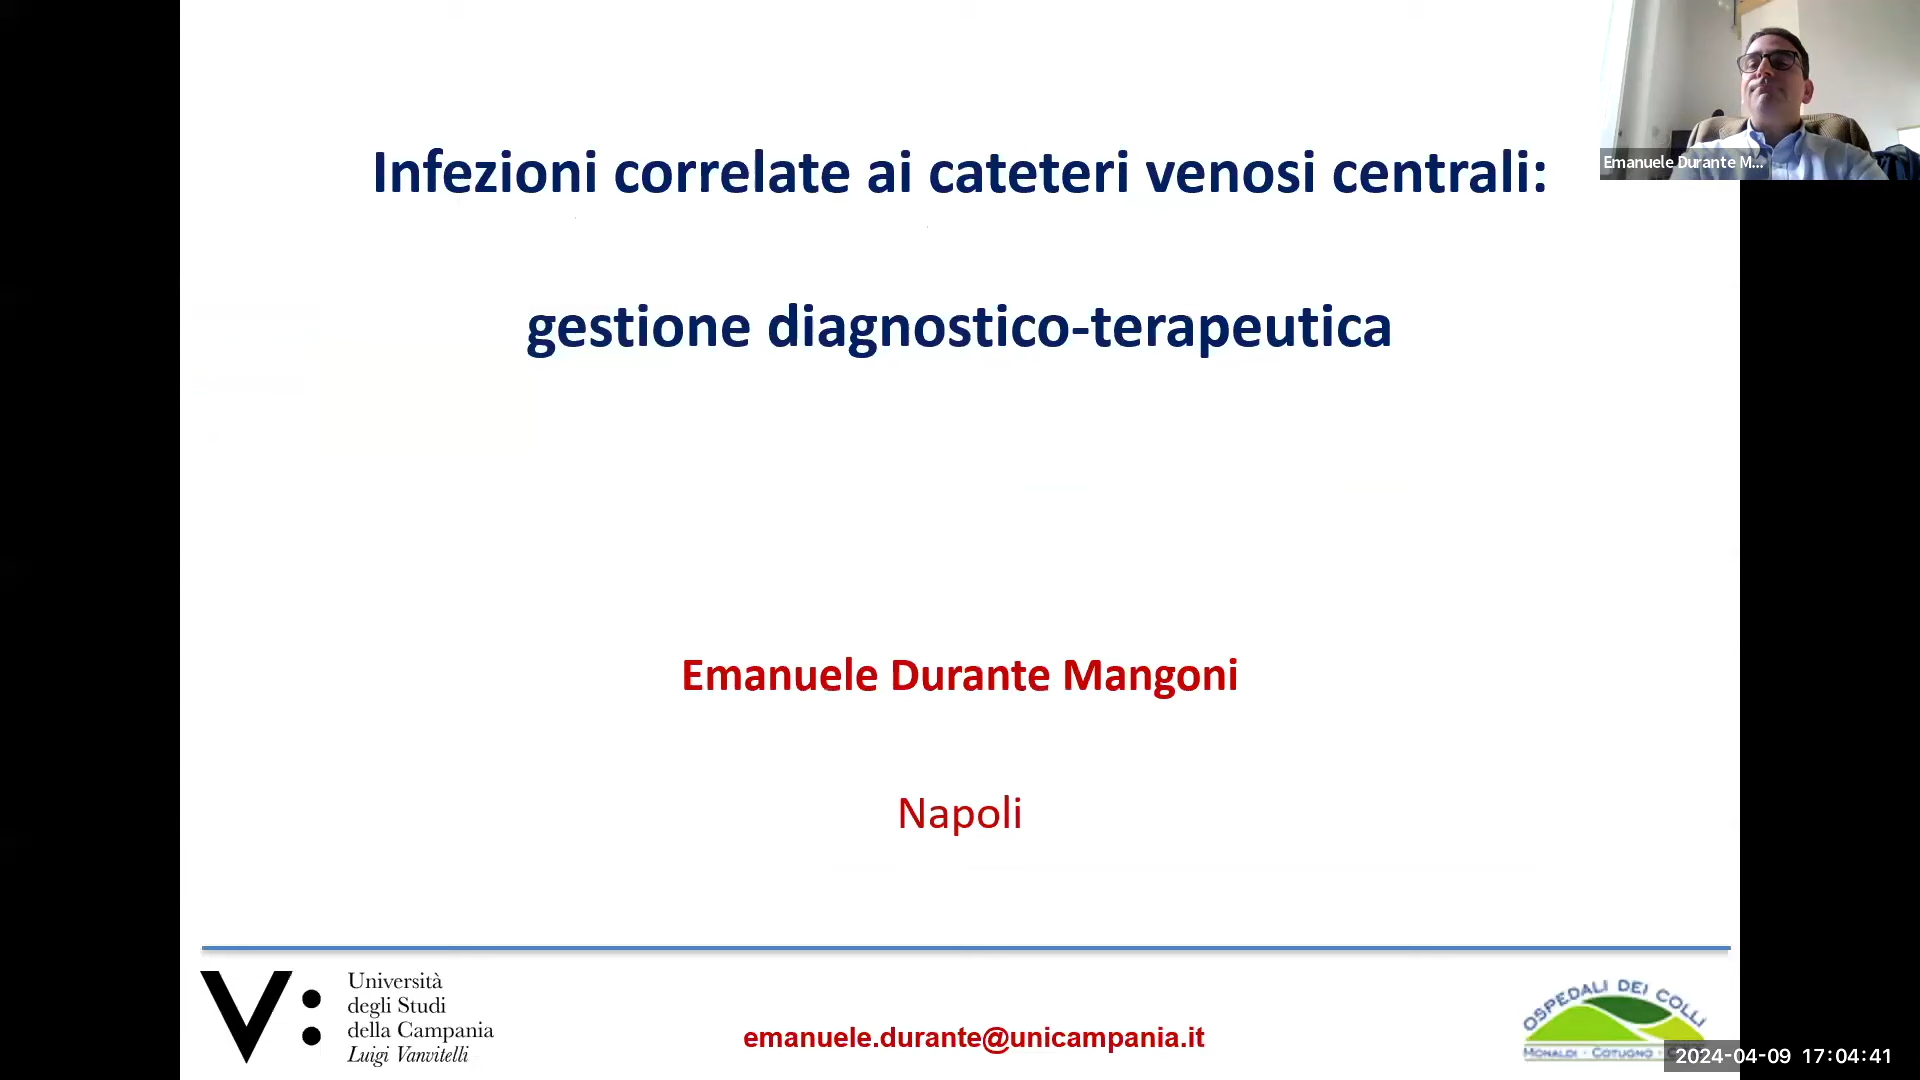 Infezioni correlate ai cateteri venosi centrali:
gestione diagnostico-terapeutica
Emanuele Durante M...
Emanuele Durante Mangoni
Napoli
Università
degli Studi
della Campania
Luigi Vanvitelli
emanuele.durante@unicampania.it
OSPEDALI DEI COLLI
MONALDI · COTUGNO ·
2024-04-09 17:04:41